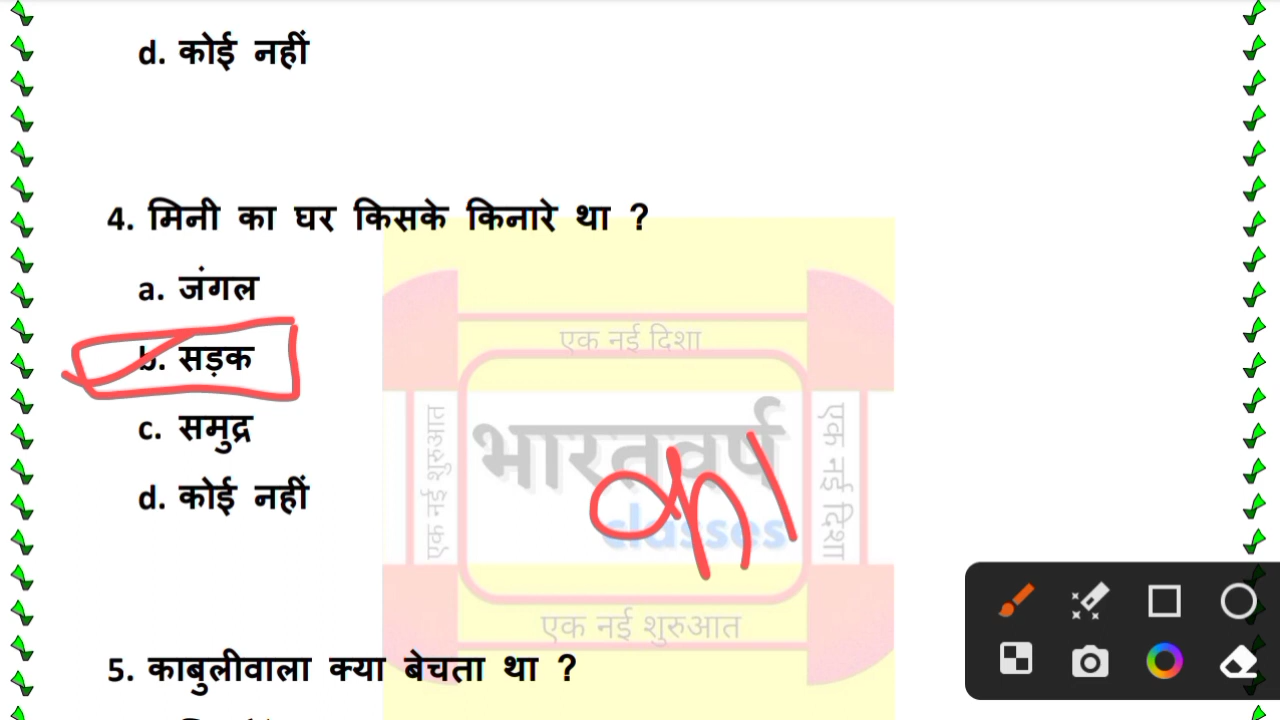 d. कोई नहीं
4. मिनी का घर किसके किनारे था ?
a. जंगल
b. सड़क
c. समुद्र
d. कोई नहीं
एक नई दिशा
एक नई शुरुआत
भारतवर्ष
classes
एक नई दिशा
एक नई शुरुआत
5. काबुलीवाला क्या बेचता था ?